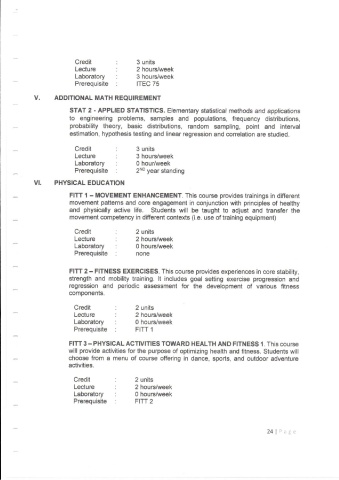 Credit : 3 units
Lecture : 2 hours/week
Laboratory : 3 hours/week
Prerequisite : ITEC 75
V. ADDITIONAL MATH REQUIREMENT
STAT 2 - APPLIED STATISTICS. Elementary statistical methods and applications
to engineering problems, samples and populations, frequency distributions,
probability theory, basic distributions, random sampling, point and interval
estimation, hypothesis testing and linear regression and correlation are studied.
Credit : 3 units
Lecture : 3 hours/week
Laboratory : 0 hour/week
Prerequisite : 2ND year standing
VI. PHYSICAL EDUCATION
FITT 1 – MOVEMENT ENHANCEMENT. This course provides trainings in different
movement patterns and core engagement in conjunction with principles of healthy
and physically active life. Students will be taught to adjust and transfer the
movement competency in different contexts (i.e. use of training equipment)
Credit : 2 units
Lecture : 2 hours/week
Laboratory : 0 hours/week
Prerequisite : none
FITT 2 – FITNESS EXERCISES. This course provides experiences in core stability,
strength and mobility training. It includes goal setting exercise progression and
regression and periodic assessment for the development of various fitness
components.
Credit : 2 units
Lecture : 2 hours/week
Laboratory : 0 hours/week
Prerequisite : FITT 1
FITT 3 – PHYSICAL ACTIVITIES TOWARD HEALTH AND FITNESS 1. This course
will provide activities for the purpose of optimizing health and fitness. Students will
choose from a menu of course offering in dance, sports, and outdoor adventure
activities.
Credit : 2 units
Lecture : 2 hours/week
Laboratory : 0 hours/week
Prerequisite : FITT 2
24 | Page